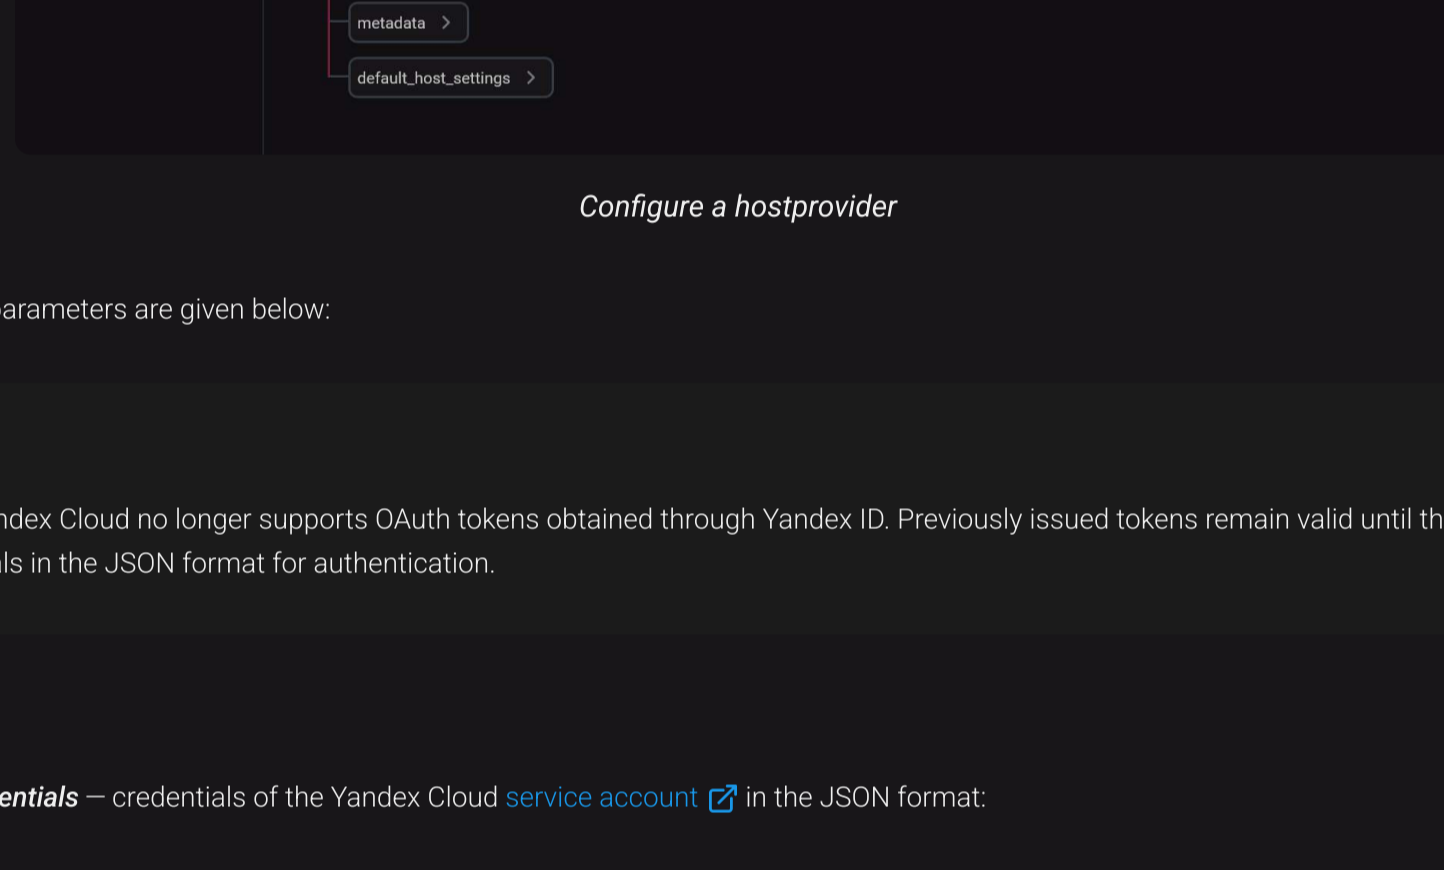 metadata
default_host_settings
Configure a hostprovider
arameters are given below:
ndex Cloud no longer supports OAuth tokens obtained through Yandex ID. Previously issued tokens remain valid until th
ls in the JSON format for authentication.
entials — credentials of the Yandex Cloud service account in the JSON format: